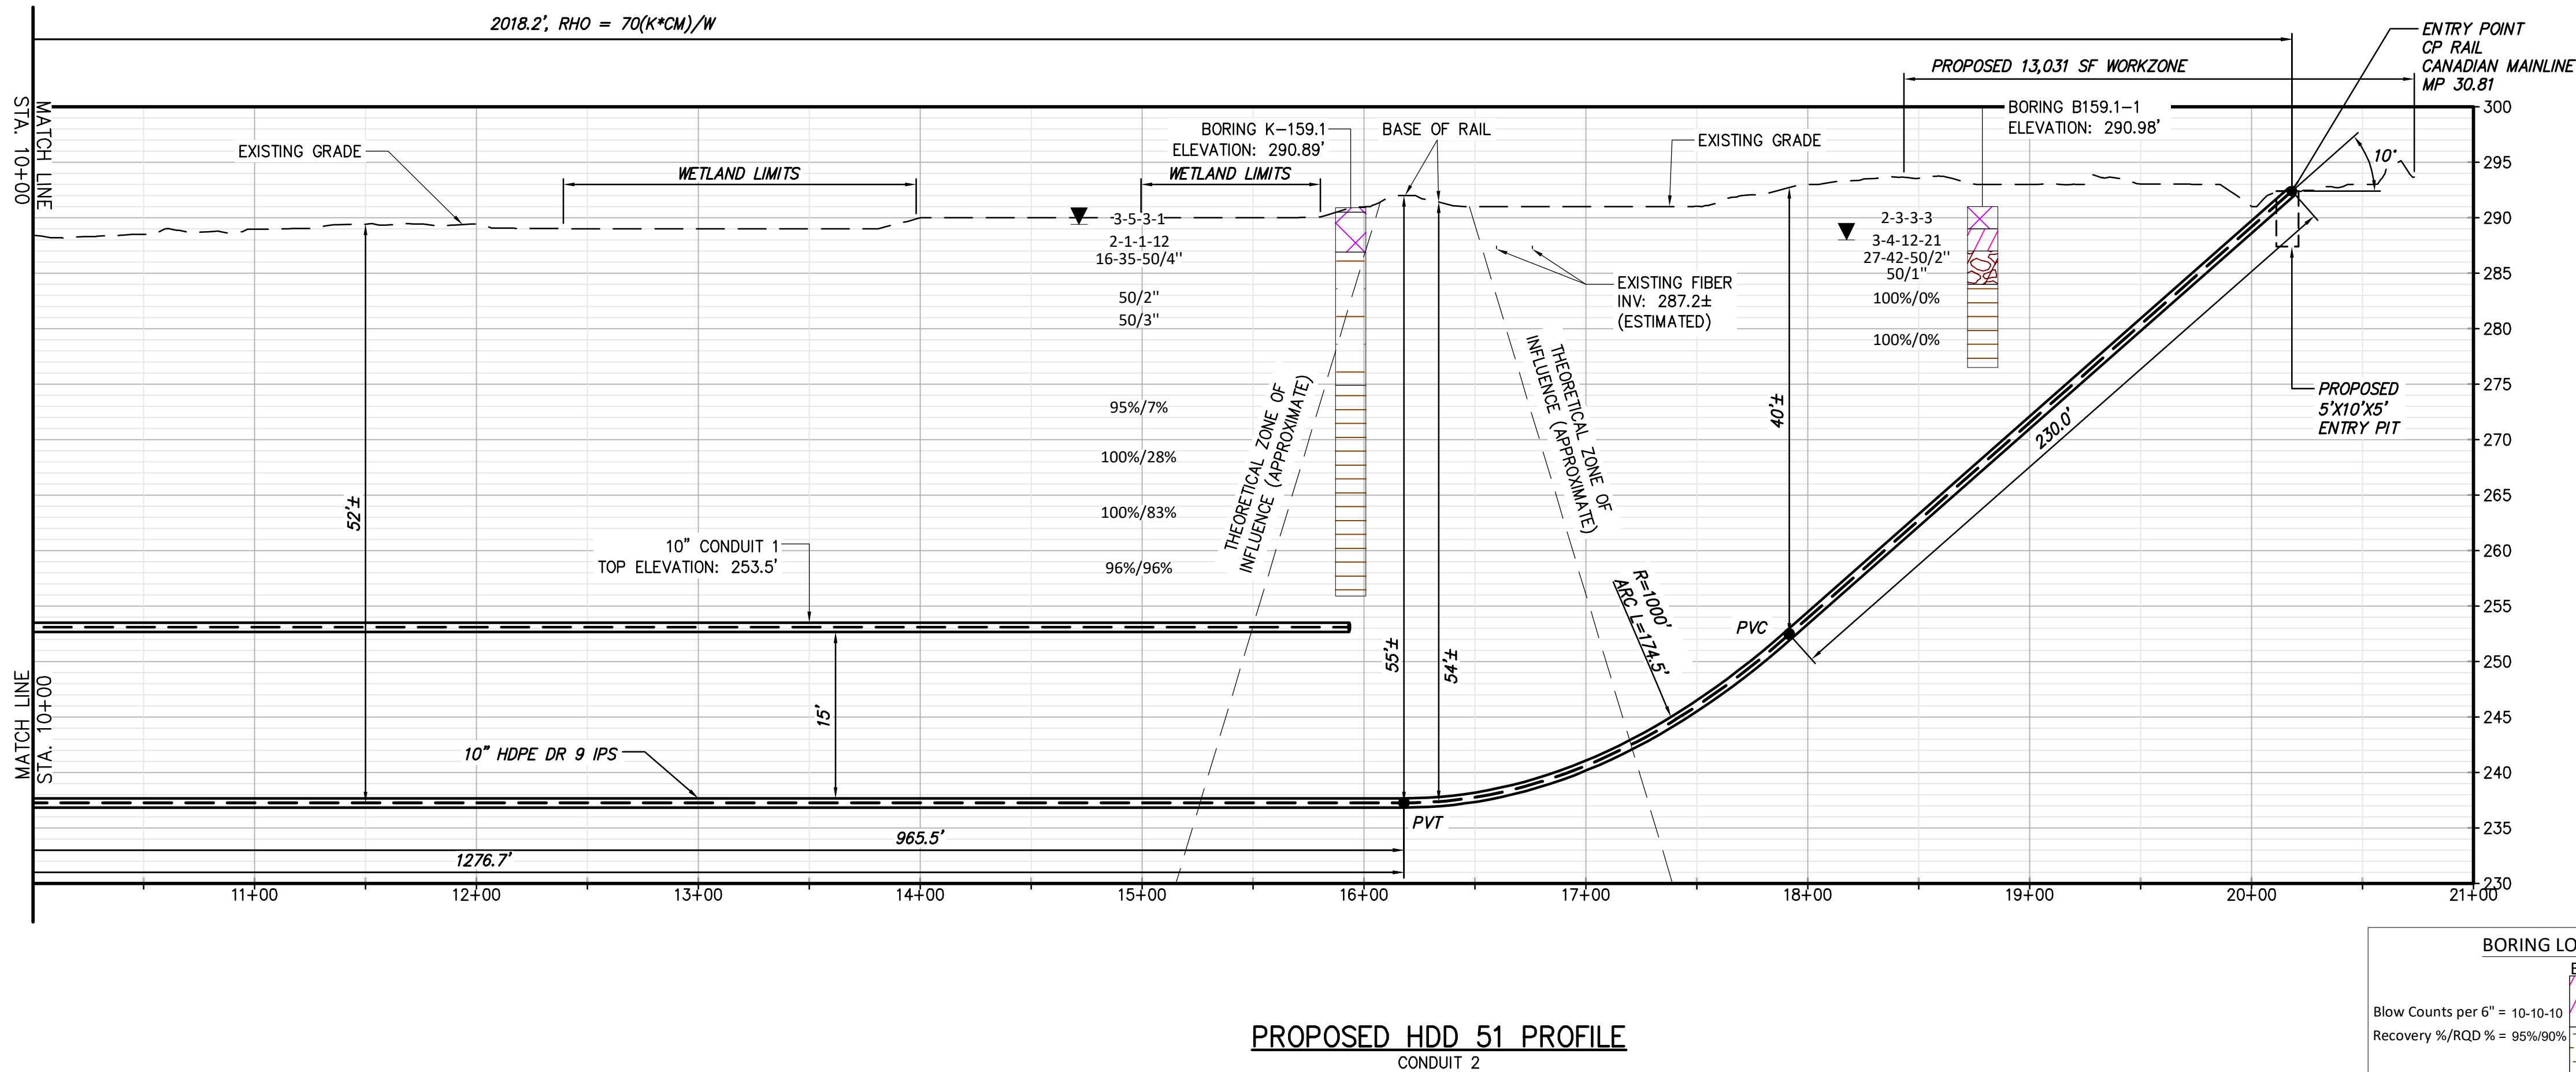 2018.2', RHO = 70(K*CM)/W
ENTRY POINT
CP RAIL
CANADIAN MAINLINE
MP 30.81
PROPOSED 13,031 SF WORKZONE
MATCH LINE
STA. 10+00
BORING B159.1-1
ELEVATION: 290.98'
300
BORING K-159.1
ELEVATION: 290.89'
BASE OF RAIL
EXISTING GRADE
EXISTING GRADE
10°
295
WETLAND LIMITS
WETLAND LIMITS
3-5-3-1
2-1-1-12
16-35-50/4"
50/2"
50/3"
95%/7%
100%/28%
100%/83%
96%/96%
2-3-3-3
3-4-12-21
27-42-50/2"
50/1"
100%/0%
100%/0%
290
285
280
275
270
265
260
255
250
245
240
235
230
EXISTING FIBER
INV: 287.2±
(ESTIMATED)
THEORETICAL ZONE OF
INFLUENCE (APPROXIMATE)
THEORETICAL ZONE OF
INFLUENCE (APPROXIMATE)
40'±
230.0'
PROPOSED
5'X10'X5'
ENTRY PIT
52'±
10" CONDUIT 1
TOP ELEVATION: 253.5'
R=1000'
ARC L=174.5'
PVC
55'±
54'±
15'
MATCH LINE
STA. 10+00
10" HDPE DR 9 IPS
PVT
965.5'
1276.7'
11+00
12+00
13+00
14+00
15+00
16+00
17+00
18+00
19+00
20+00
21+00
BORING LO
Blow Counts per 6" = 10-10-10
Recovery %/RQD % = 95%/90%
PROPOSED HDD 51 PROFILE
CONDUIT 2